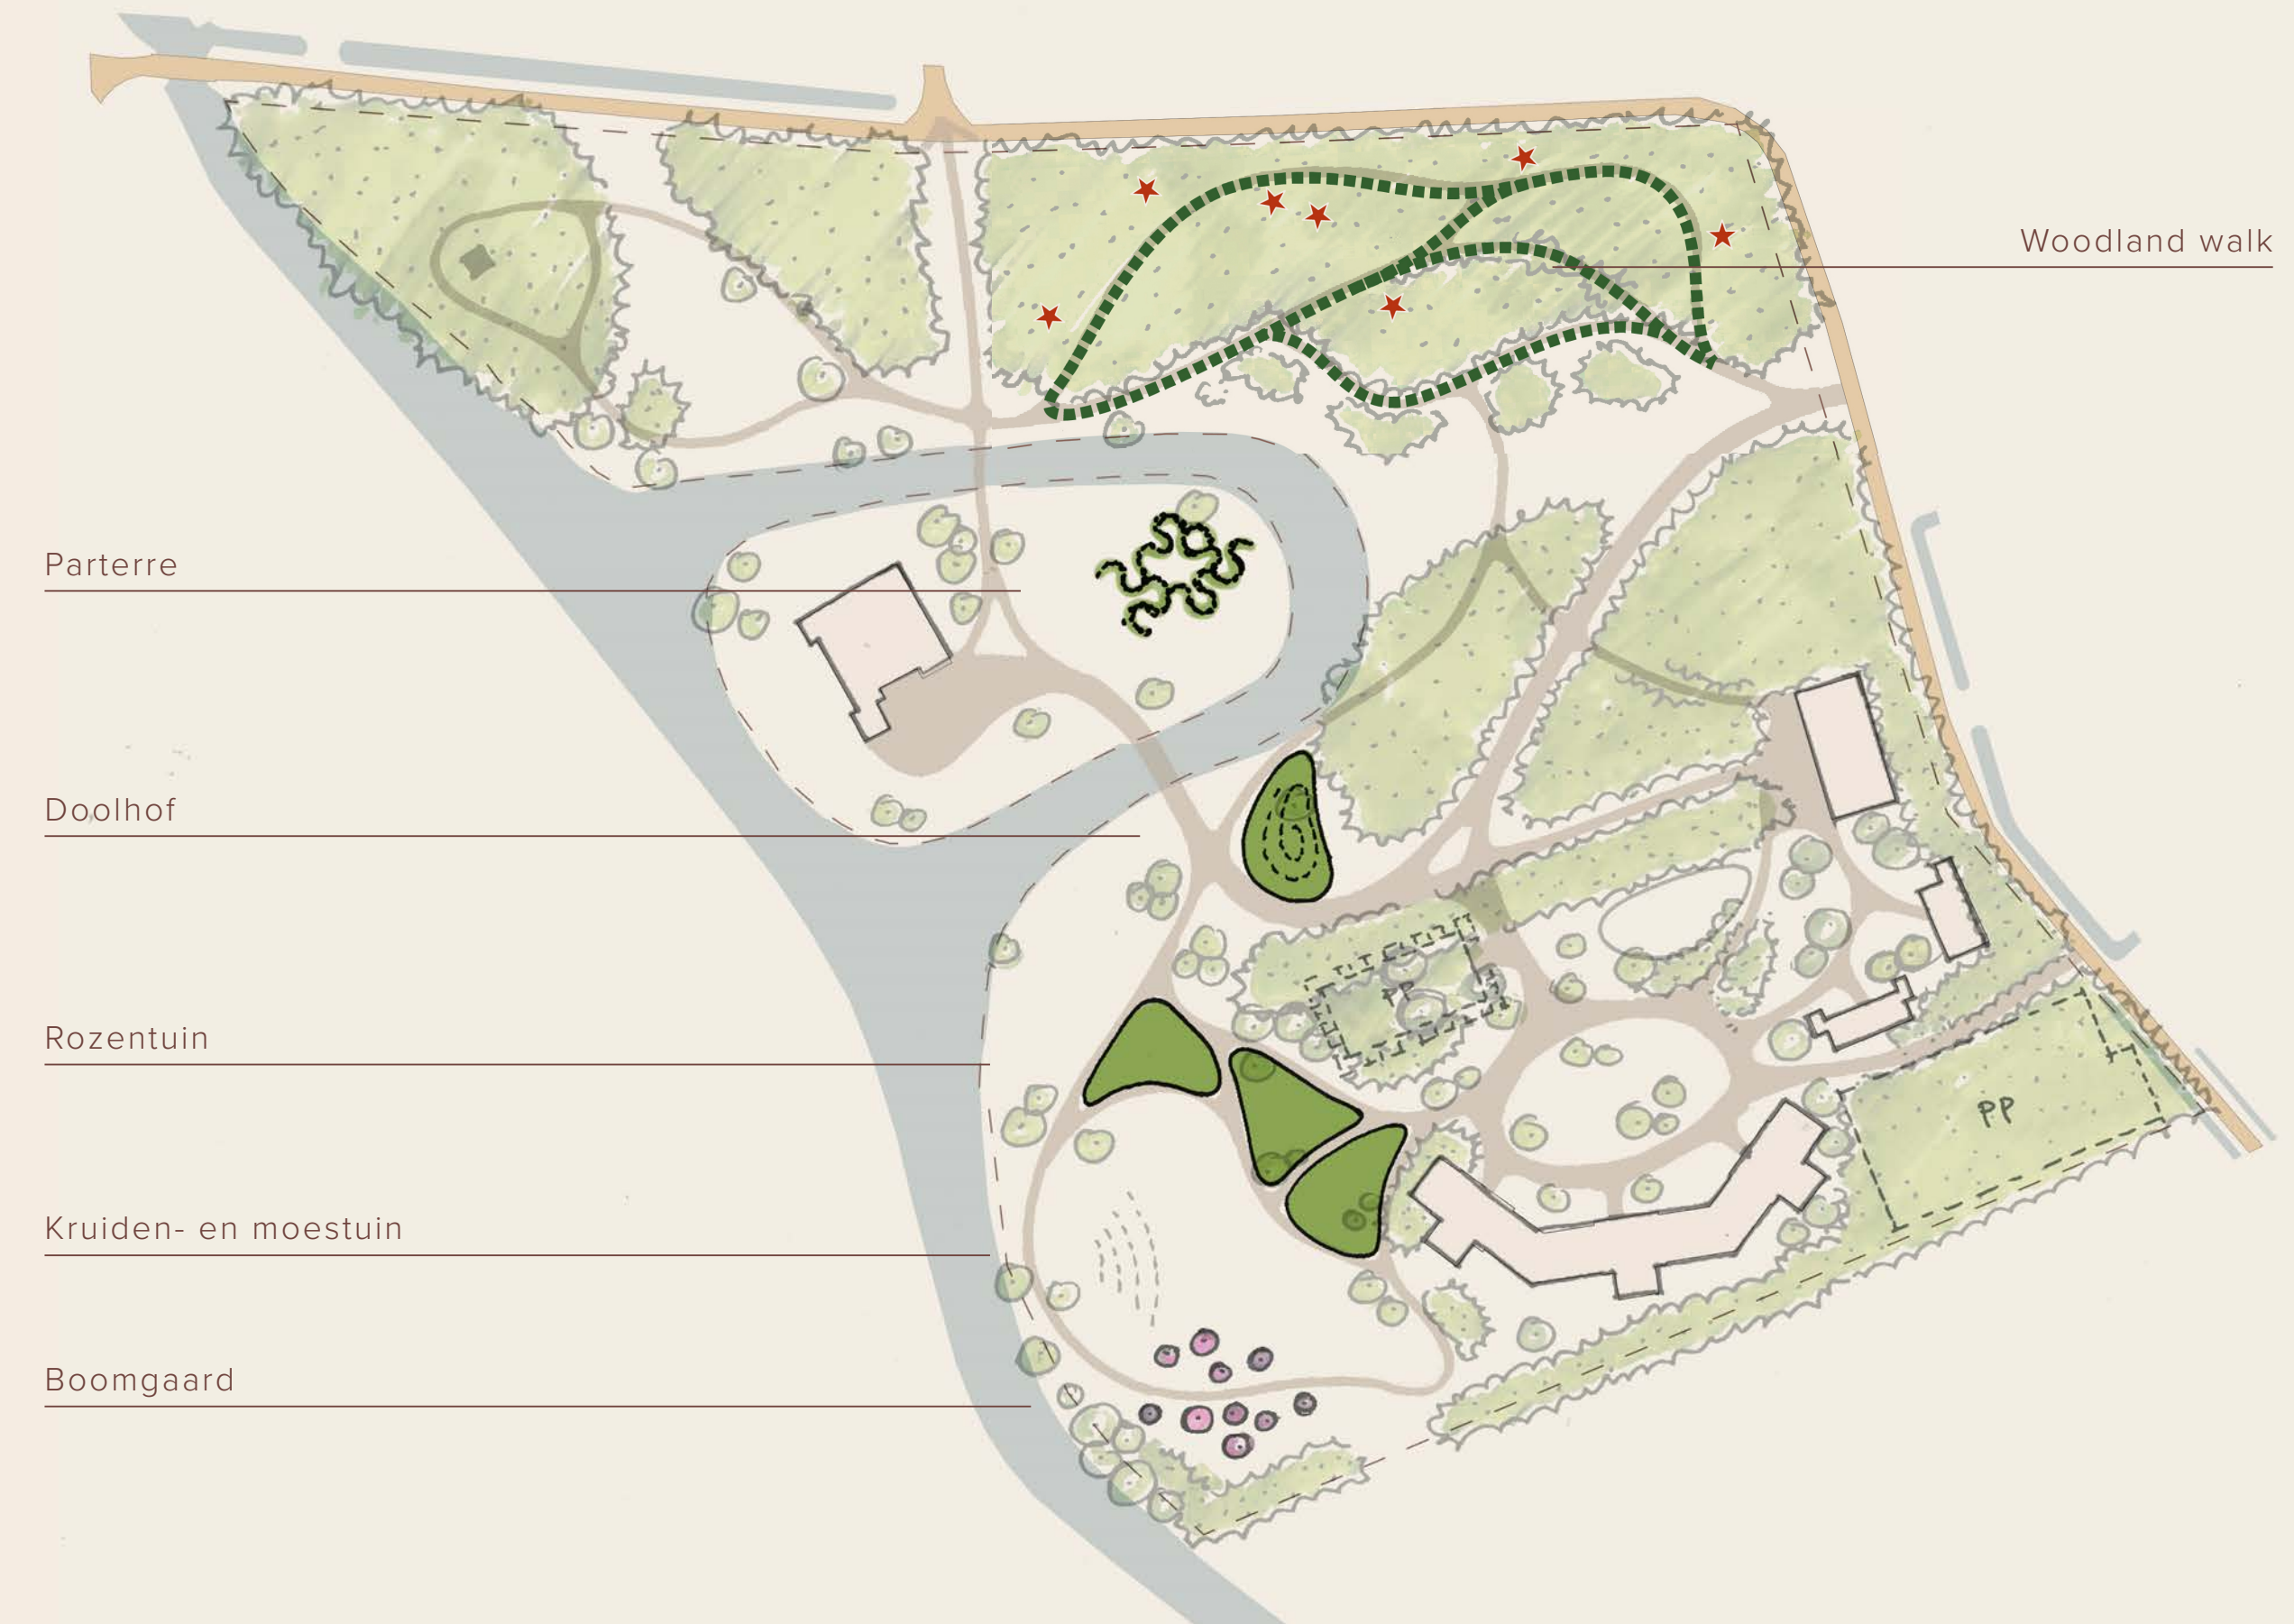 Woodland walk
Parterre
Doolhof
PP
Rozentuin
PP
Kruiden- en moestuin
Boomgaard